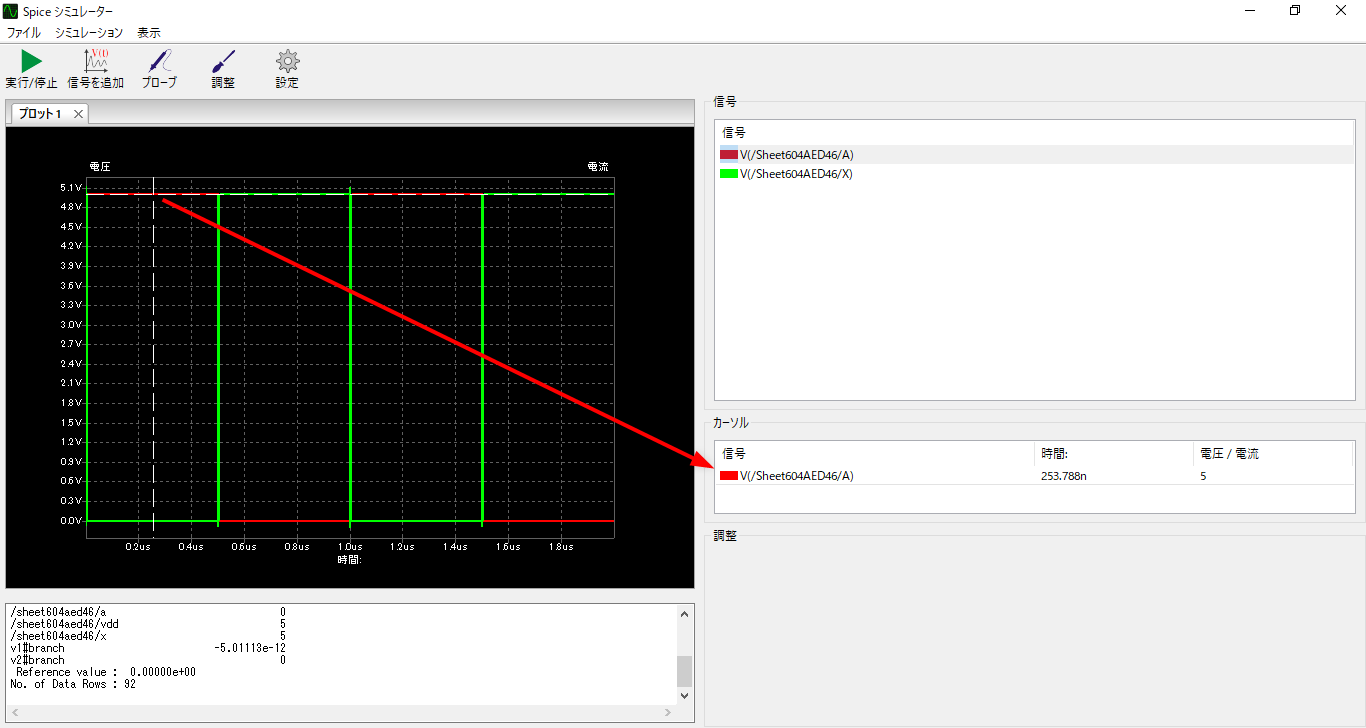 Spice シミュレーター
ファイル シミュレーション 表示
実行/停止 信号を追加 プローブ 調整 設定
V(t)
プロット 1
電圧 電流
5.1V
4.8V
4.5V
4.2V
3.9V
3.6V
3.3V
3.0V
2.7V
2.4V
2.1V
1.8V
1.5V
1.2V
0.9V
0.6V
0.3V
0.0V
0.2us 0.4us 0.6us 0.8us 1.0us 1.2us 1.4us 1.6us 1.8us
時間:
/sheet604aed46/a 0
/sheet604aed46/vdd 5
/sheet604aed46/x 5
v1#branch -5.01113e-12
v2#branch 0
Reference value : 0.00000e+00
No. of Data Rows : 92
信号
信号
V(/Sheet604AED46/A)
V(/Sheet604AED46/X)
カーソル
信号 時間: 電圧 / 電流
V(/Sheet604AED46/A) 253.788n 5
調整